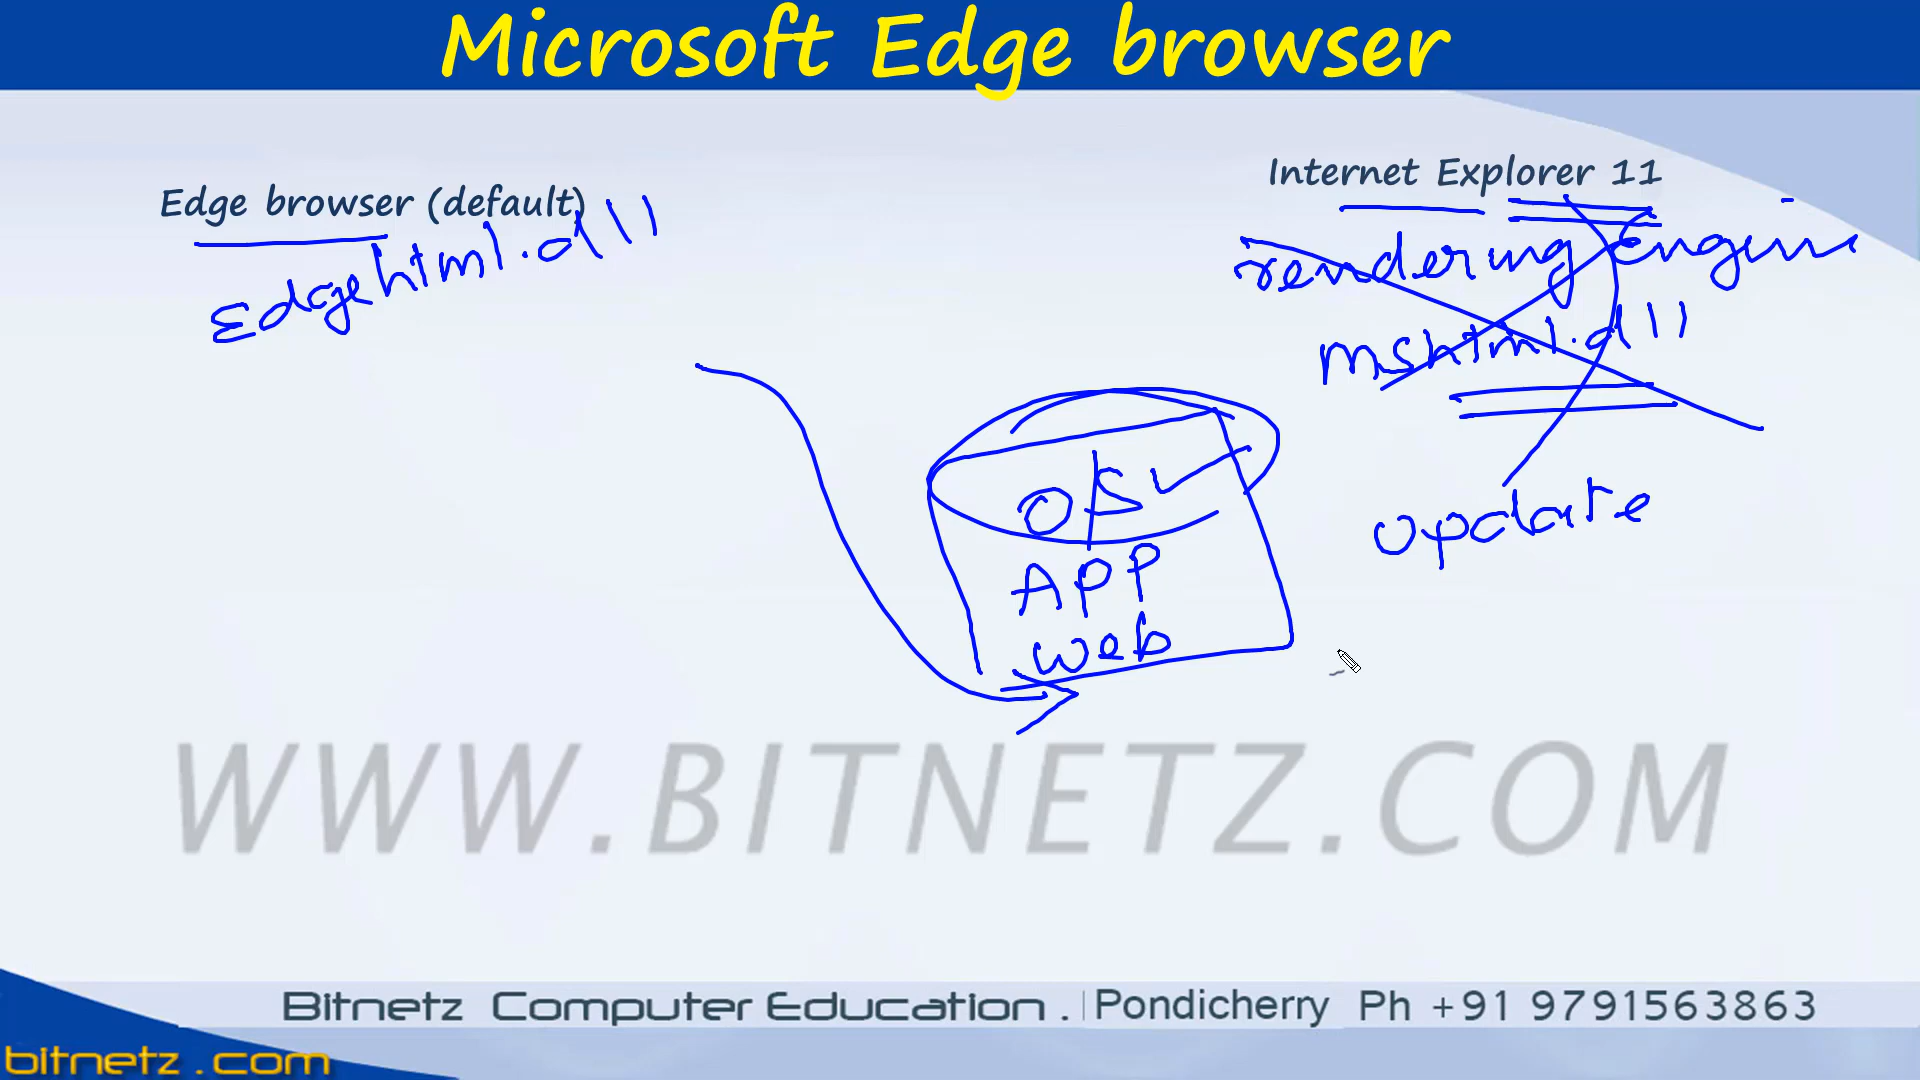 Microsoft Edge browser
Internet Explorer 11
Edge browser (default)
Edgehtml.dll
rendering Engine
mshtml.dll
OS
APP
Web
update
WWW.BITNETZ.COM
Bitnetz Computer Education . | Pondicherry Ph +91 9791563863
bitnetz.com